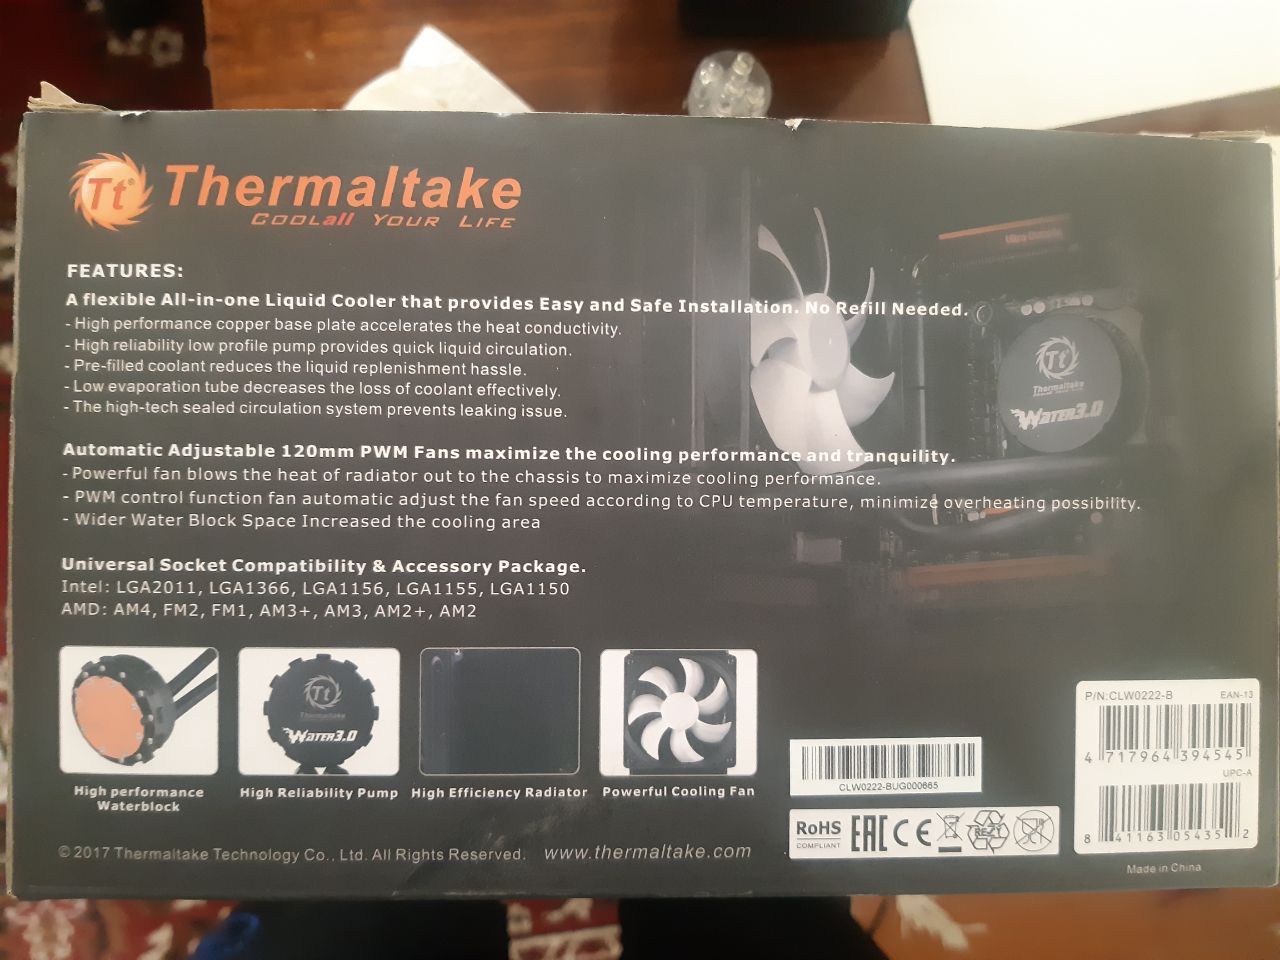 Tt
Thermaltake
COOLall YOUR LIFE
FEATURES:
A flexible All-in-one Liquid Cooler that provides Easy and Safe Installation. No Refill Needed.
- High performance copper base plate accelerates the heat conductivity.
- High reliability low profile pump provides quick liquid circulation.
- Pre-filled coolant reduces the liquid replenishment hassle.
- Low evaporation tube decreases the loss of coolant effectively.
- The high-tech sealed circulation system prevents leaking issue.
Tt
Thermaltake
WATER3.0
Automatic Adjustable 120mm PWM Fans maximize the cooling performance and tranquility.
- Powerful fan blows the heat of radiator out to the chassis to maximize cooling performance.
- PWM control function fan automatic adjust the fan speed according to CPU temperature, minimize overheating possibility.
- Wider Water Block Space Increased the cooling area
Universal Socket Compatibility & Accessory Package.
Intel: LGA2011, LGA1366, LGA1156, LGA1155, LGA1150
AMD: AM4, FM2, FM1, AM3+, AM3, AM2+, AM2
Tt
Thermaltake
WATER3.0
High performance
Waterblock
High Reliability Pump
High Efficiency Radiator
Powerful Cooling Fan
P/N:CLW0222-B
EAN-13
4 717964 394545
UPC-A
8 41163 05435 2
CLW0222-BUG000665
RoHS
COMPLIANT
EAC
CE
RESY
© 2017 Thermaltake Technology Co., Ltd. All Rights Reserved.
www.thermaltake.com
Made in China